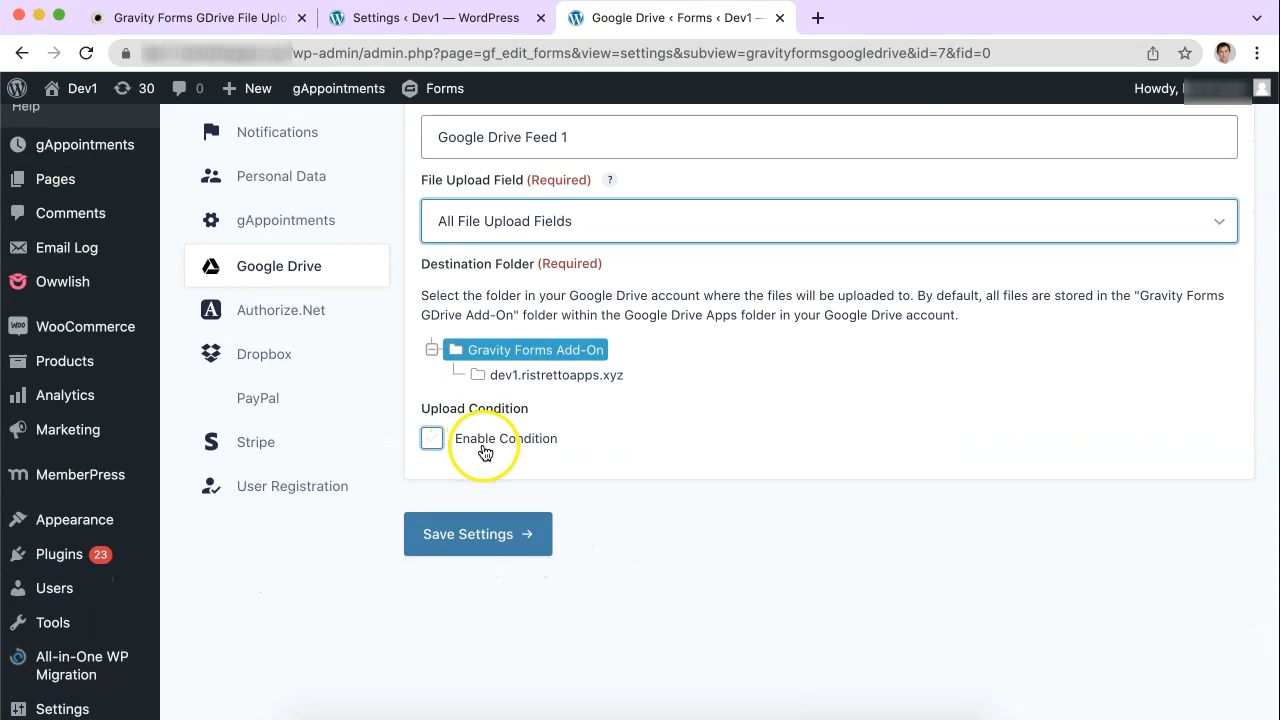 Gravity Forms GDrive File Uplo
Settings ‹ Dev1 — WordPress
Google Drive ‹ Forms ‹ Dev1 —
wp-admin/admin.php?page=gf_edit_forms&view=settings&subview=gravityformsgoogledrive&id=7&fid=0
Dev1
30
0
New
gAppointments
Forms
Howdy,
Help
gAppointments
Pages
Comments
Email Log
Owwlish
WooCommerce
Products
Analytics
Marketing
MemberPress
Appearance
Plugins 23
Users
Tools
All-in-One WP
Migration
Settings
Notifications
Personal Data
gAppointments
Google Drive
Authorize.Net
Dropbox
PayPal
Stripe
User Registration
Google Drive Feed 1
File Upload Field (Required) ?
All File Upload Fields
Destination Folder (Required)
Select the folder in your Google Drive account where the files will be uploaded to. By default, all files are stored in the "Gravity Forms
GDrive Add-On" folder within the Google Drive Apps folder in your Google Drive account.
Gravity Forms Add-On
dev1.ristrettoapps.xyz
Upload Condition
Enable Condition
Save Settings →